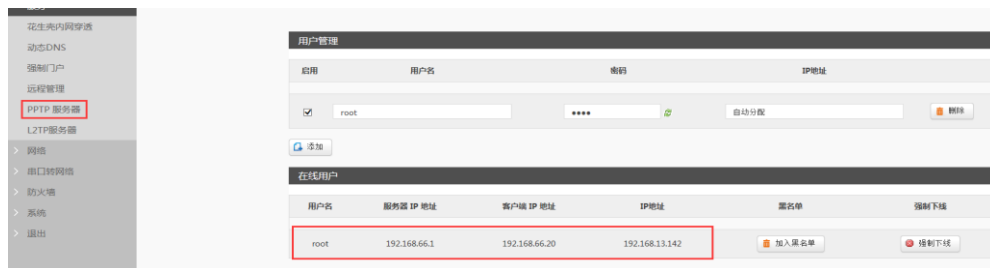 服务
花生壳内网穿透
动态DNS
强制门户
远程管理
PPTP 服务器
L2TP服务器
网络
串口转网络
防火墙
系统
退出
用户管理
启用 用户名 密码 IP地址
root •••• 自动分配 删除
添加
在线用户
用户名 服务器 IP 地址 客户端 IP 地址 IP地址 黑名单 强制下线
root 192.168.66.1 192.168.66.20 192.168.13.142 加入黑名单 强制下线